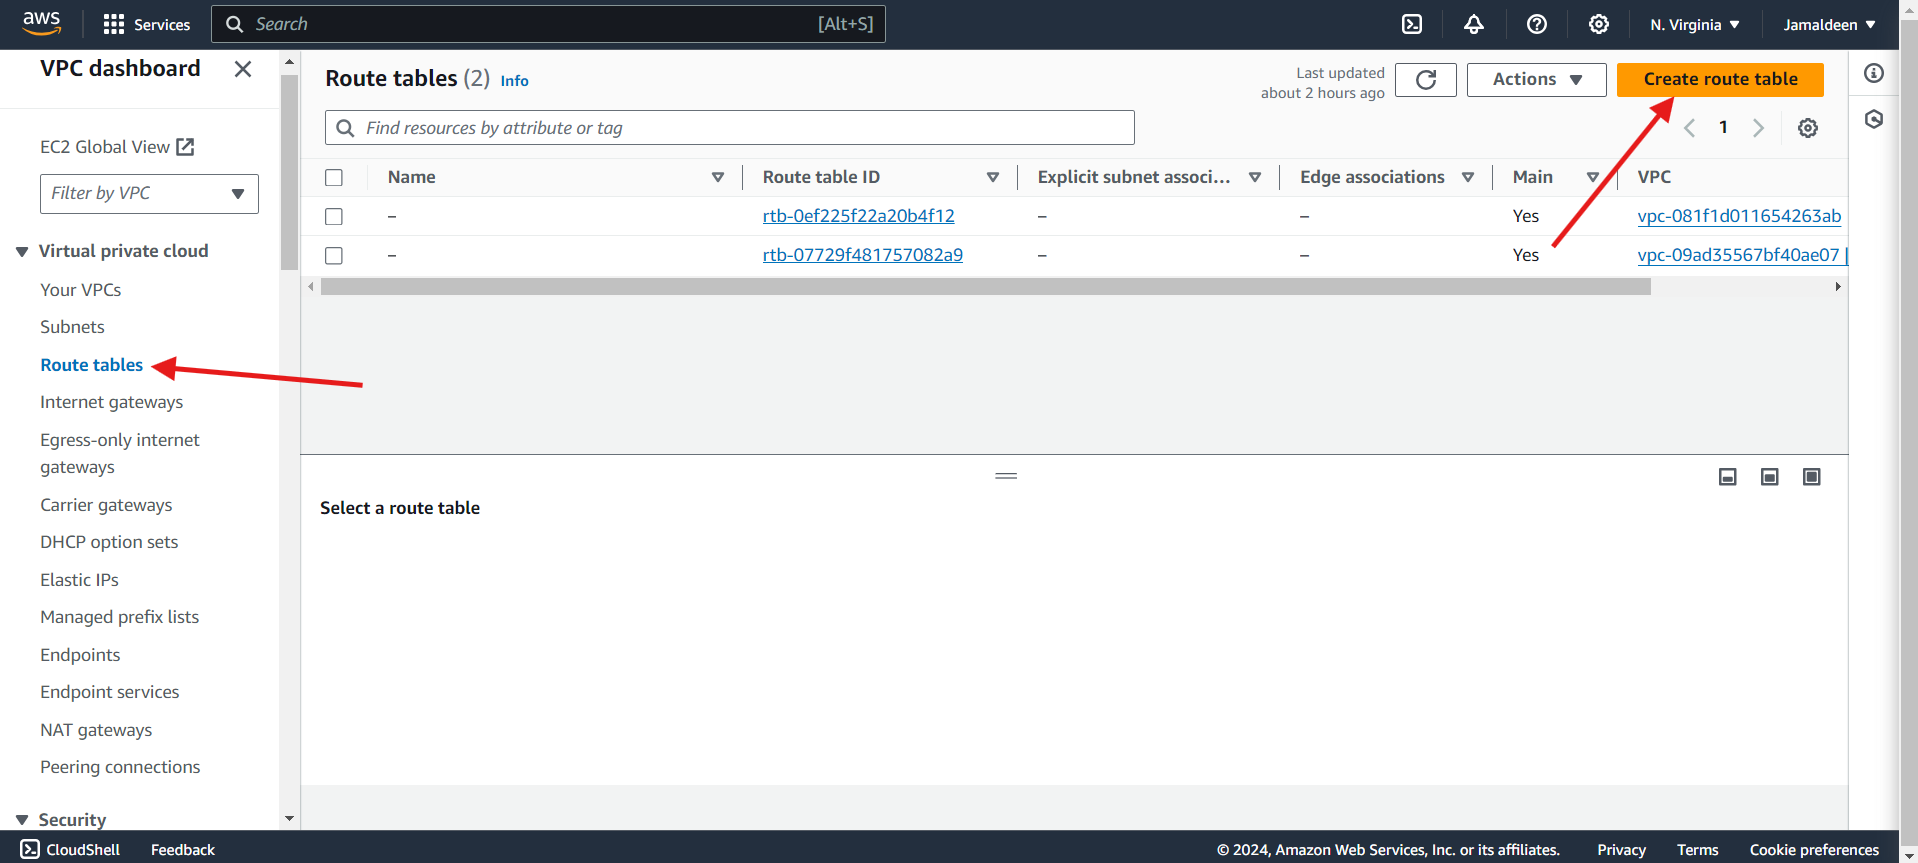 aws
Services
Search
[Alt+S]
N. Virginia
Jamaldeen
VPC dashboard
EC2 Global View
Filter by VPC
Virtual private cloud
Your VPCs
Subnets
Route tables
Internet gateways
Egress-only internet
gateways
Carrier gateways
DHCP option sets
Elastic IPs
Managed prefix lists
Endpoints
Endpoint services
NAT gateways
Peering connections
Security
Route tables (2) Info
Last updated
about 2 hours ago
Actions
Create route table
Find resources by attribute or tag
1
Name Route table ID Explicit subnet associ... Edge associations Main VPC
– rtb-0ef225f22a20b4f12 – – Yes vpc-081f1d011654263ab
– rtb-07729f481757082a9 – – Yes vpc-09ad35567bf40ae07 |
Select a route table
CloudShell Feedback © 2024, Amazon Web Services, Inc. or its affiliates. Privacy Terms Cookie preferences